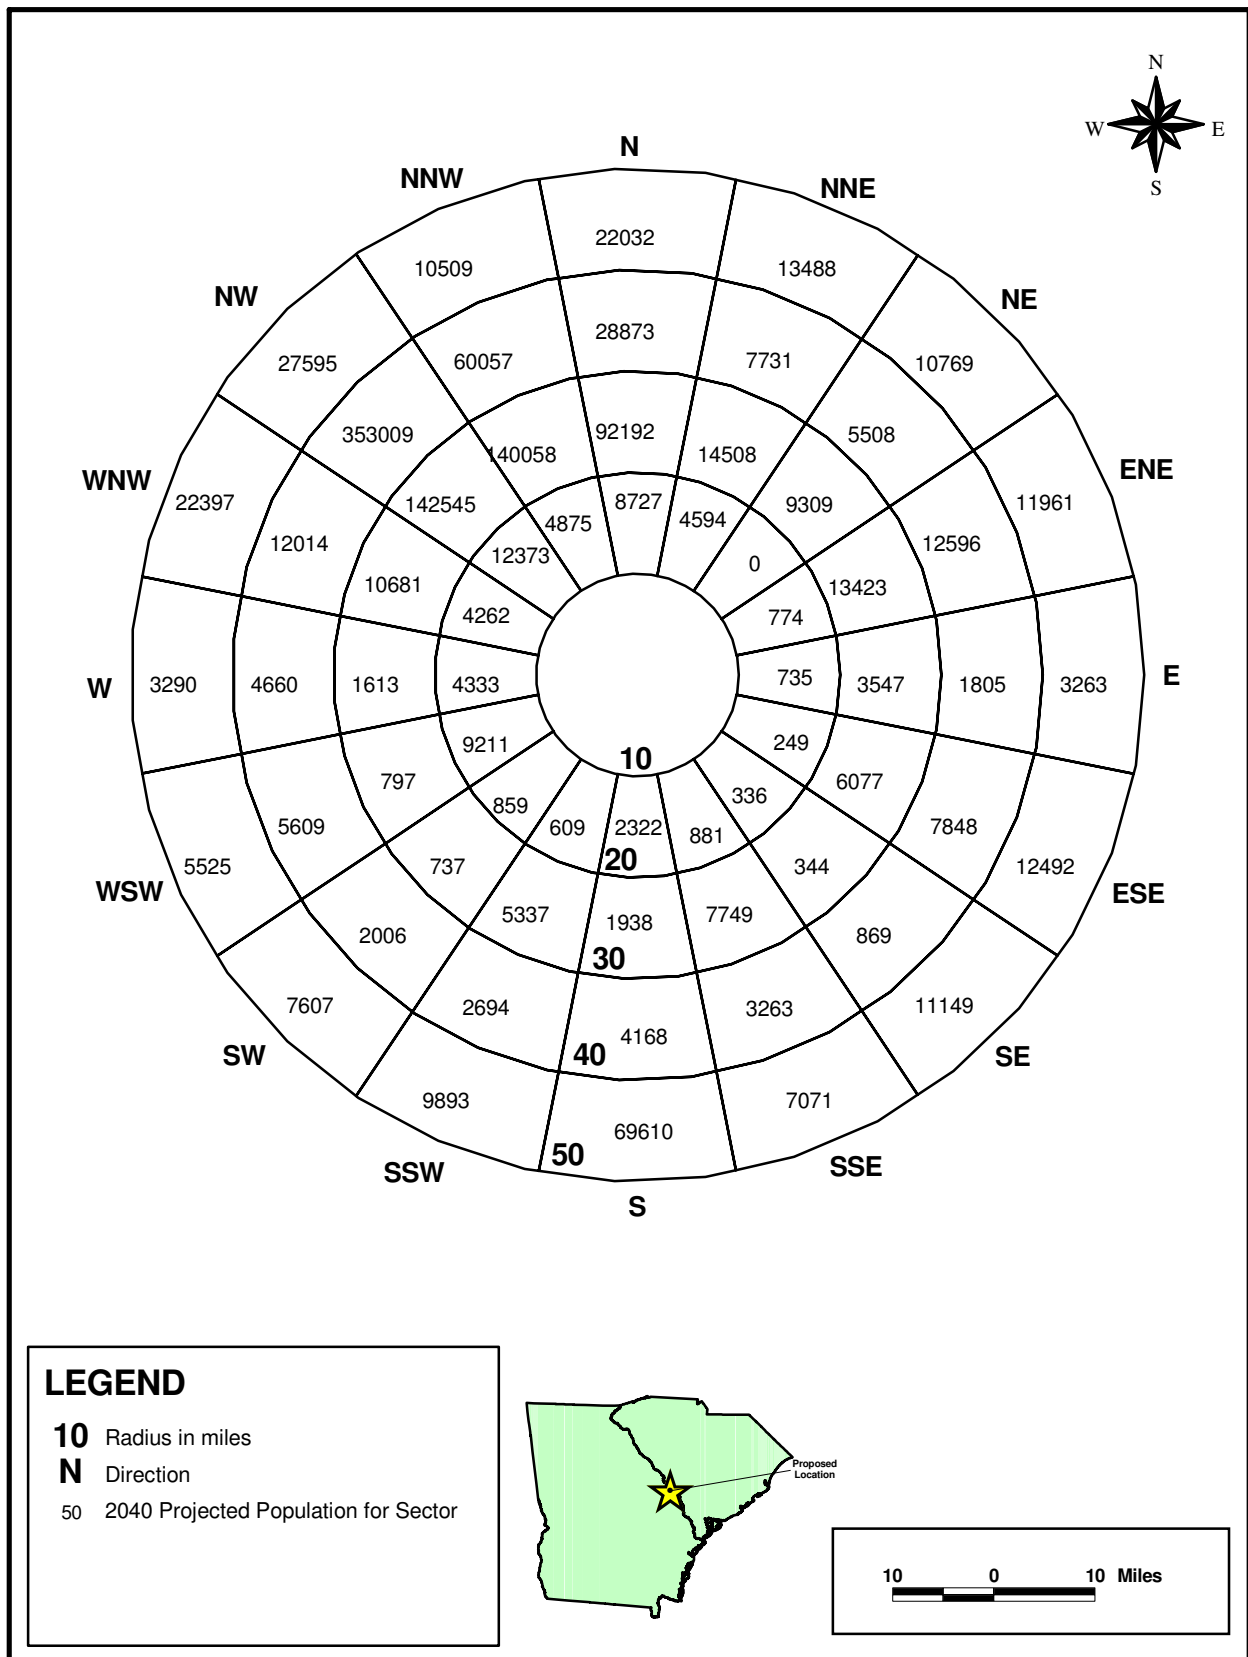 N
W
E
S
N
NNW
NNE
22032
10509
13488
NW
NE
28873
27595
60057
7731
10769
353009
92192
5508
140058
14508
WNW
ENE
22397
142545
4875
8727
4594
9309
11961
12014
12373
0
12596
10681
13423
4262
774
W
3290
4660
1613
4333
735
3547
1805
3263
E
9211
249
10
797
6077
336
859
609
2322
881
5609
7848
20
5525
737
344
12492
WSW
ESE
5337
1938
7749
2006
869
30
7607
2694
3263
11149
4168
SW
40
SE
9893
7071
69610
50
SSW
SSE
S
LEGEND
10 Radius in miles
N Direction
50 2040 Projected Population for Sector
Proposed
Location
10 0 10 Miles